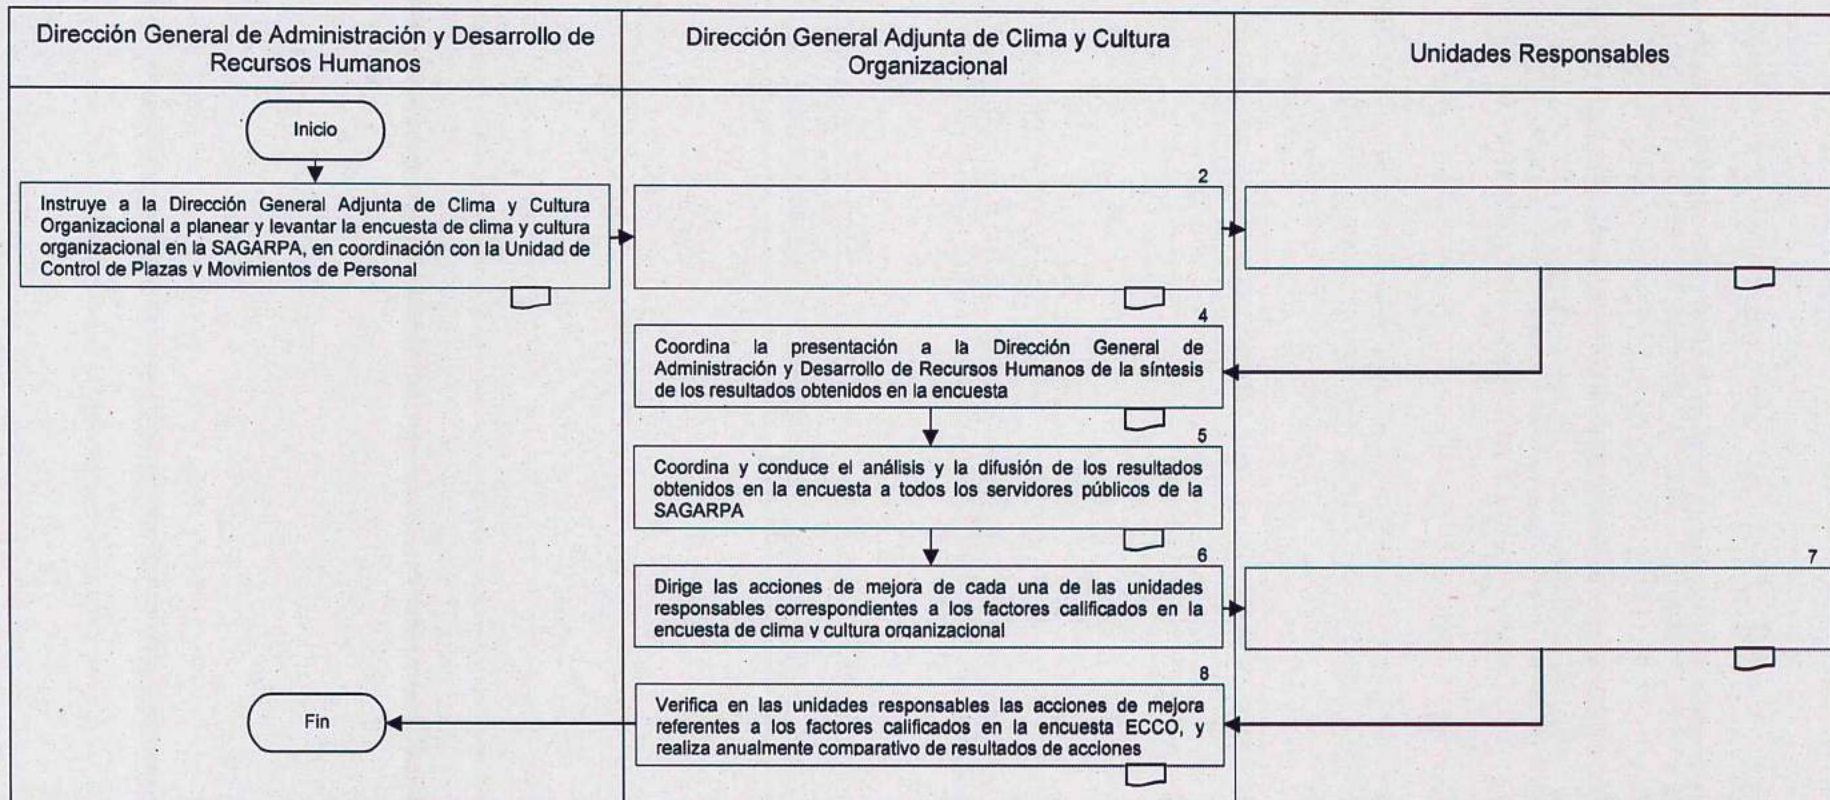 Dirección General de Administración y Desarrollo de
Recursos Humanos
Dirección General Adjunta de Clima y Cultura
Organizacional
Unidades Responsables
Inicio
Instruye a la Dirección General Adjunta de Clima y Cultura
Organizacional a planear y levantar la encuesta de clima y cultura
organizacional en la SAGARPA, en coordinación con la Unidad de
Control de Plazas y Movimientos de Personal
2
4
Coordina la presentación a la Dirección General de
Administración y Desarrollo de Recursos Humanos de la síntesis
de los resultados obtenidos en la encuesta
5
Coordina y conduce el análisis y la difusión de los resultados
obtenidos en la encuesta a todos los servidores públicos de la
SAGARPA
6
Dirige las acciones de mejora de cada una de las unidades
responsables correspondientes a los factores calificados en la
encuesta de clima y cultura organizacional
7
8
Verifica en las unidades responsables las acciones de mejora
referentes a los factores calificados en la encuesta ECCO, y
realiza anualmente comparativo de resultados de acciones
Fin